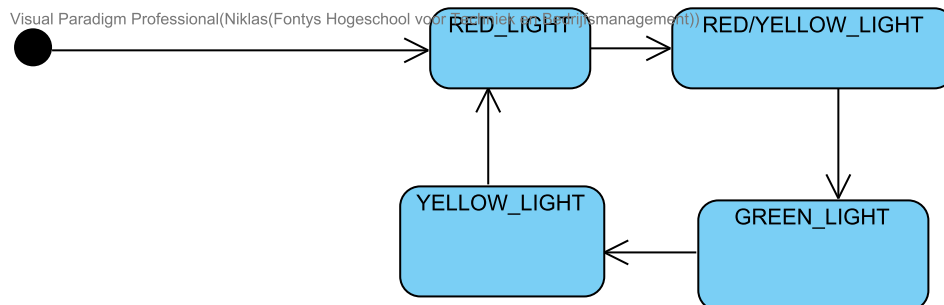 Visual Paradigm Professional(Niklas(Fontys Hogeschool voor Techniek en Bedrijfsmanagement))
RED_LIGHT
RED/YELLOW_LIGHT
YELLOW_LIGHT
GREEN_LIGHT